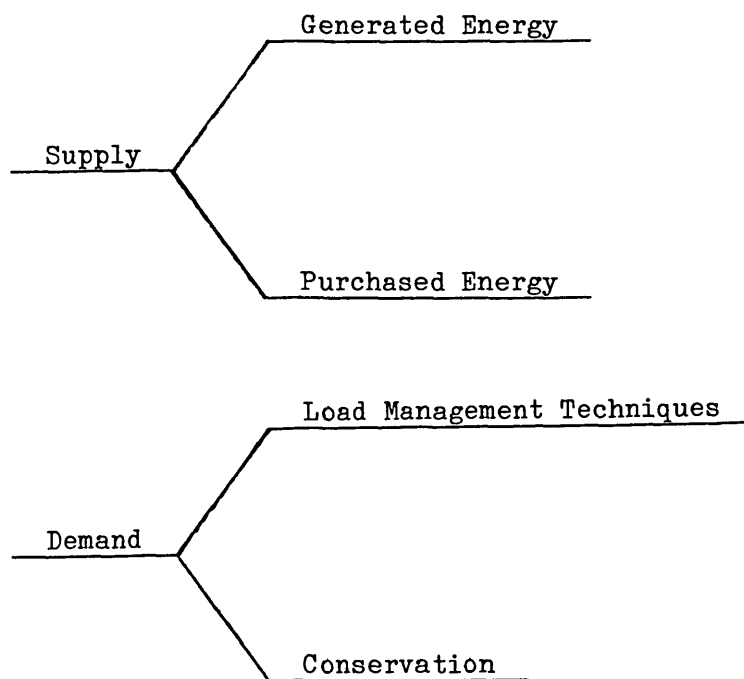 Generated Energy
Supply
Purchased Energy
Load Management Techniques
Demand
Conservation